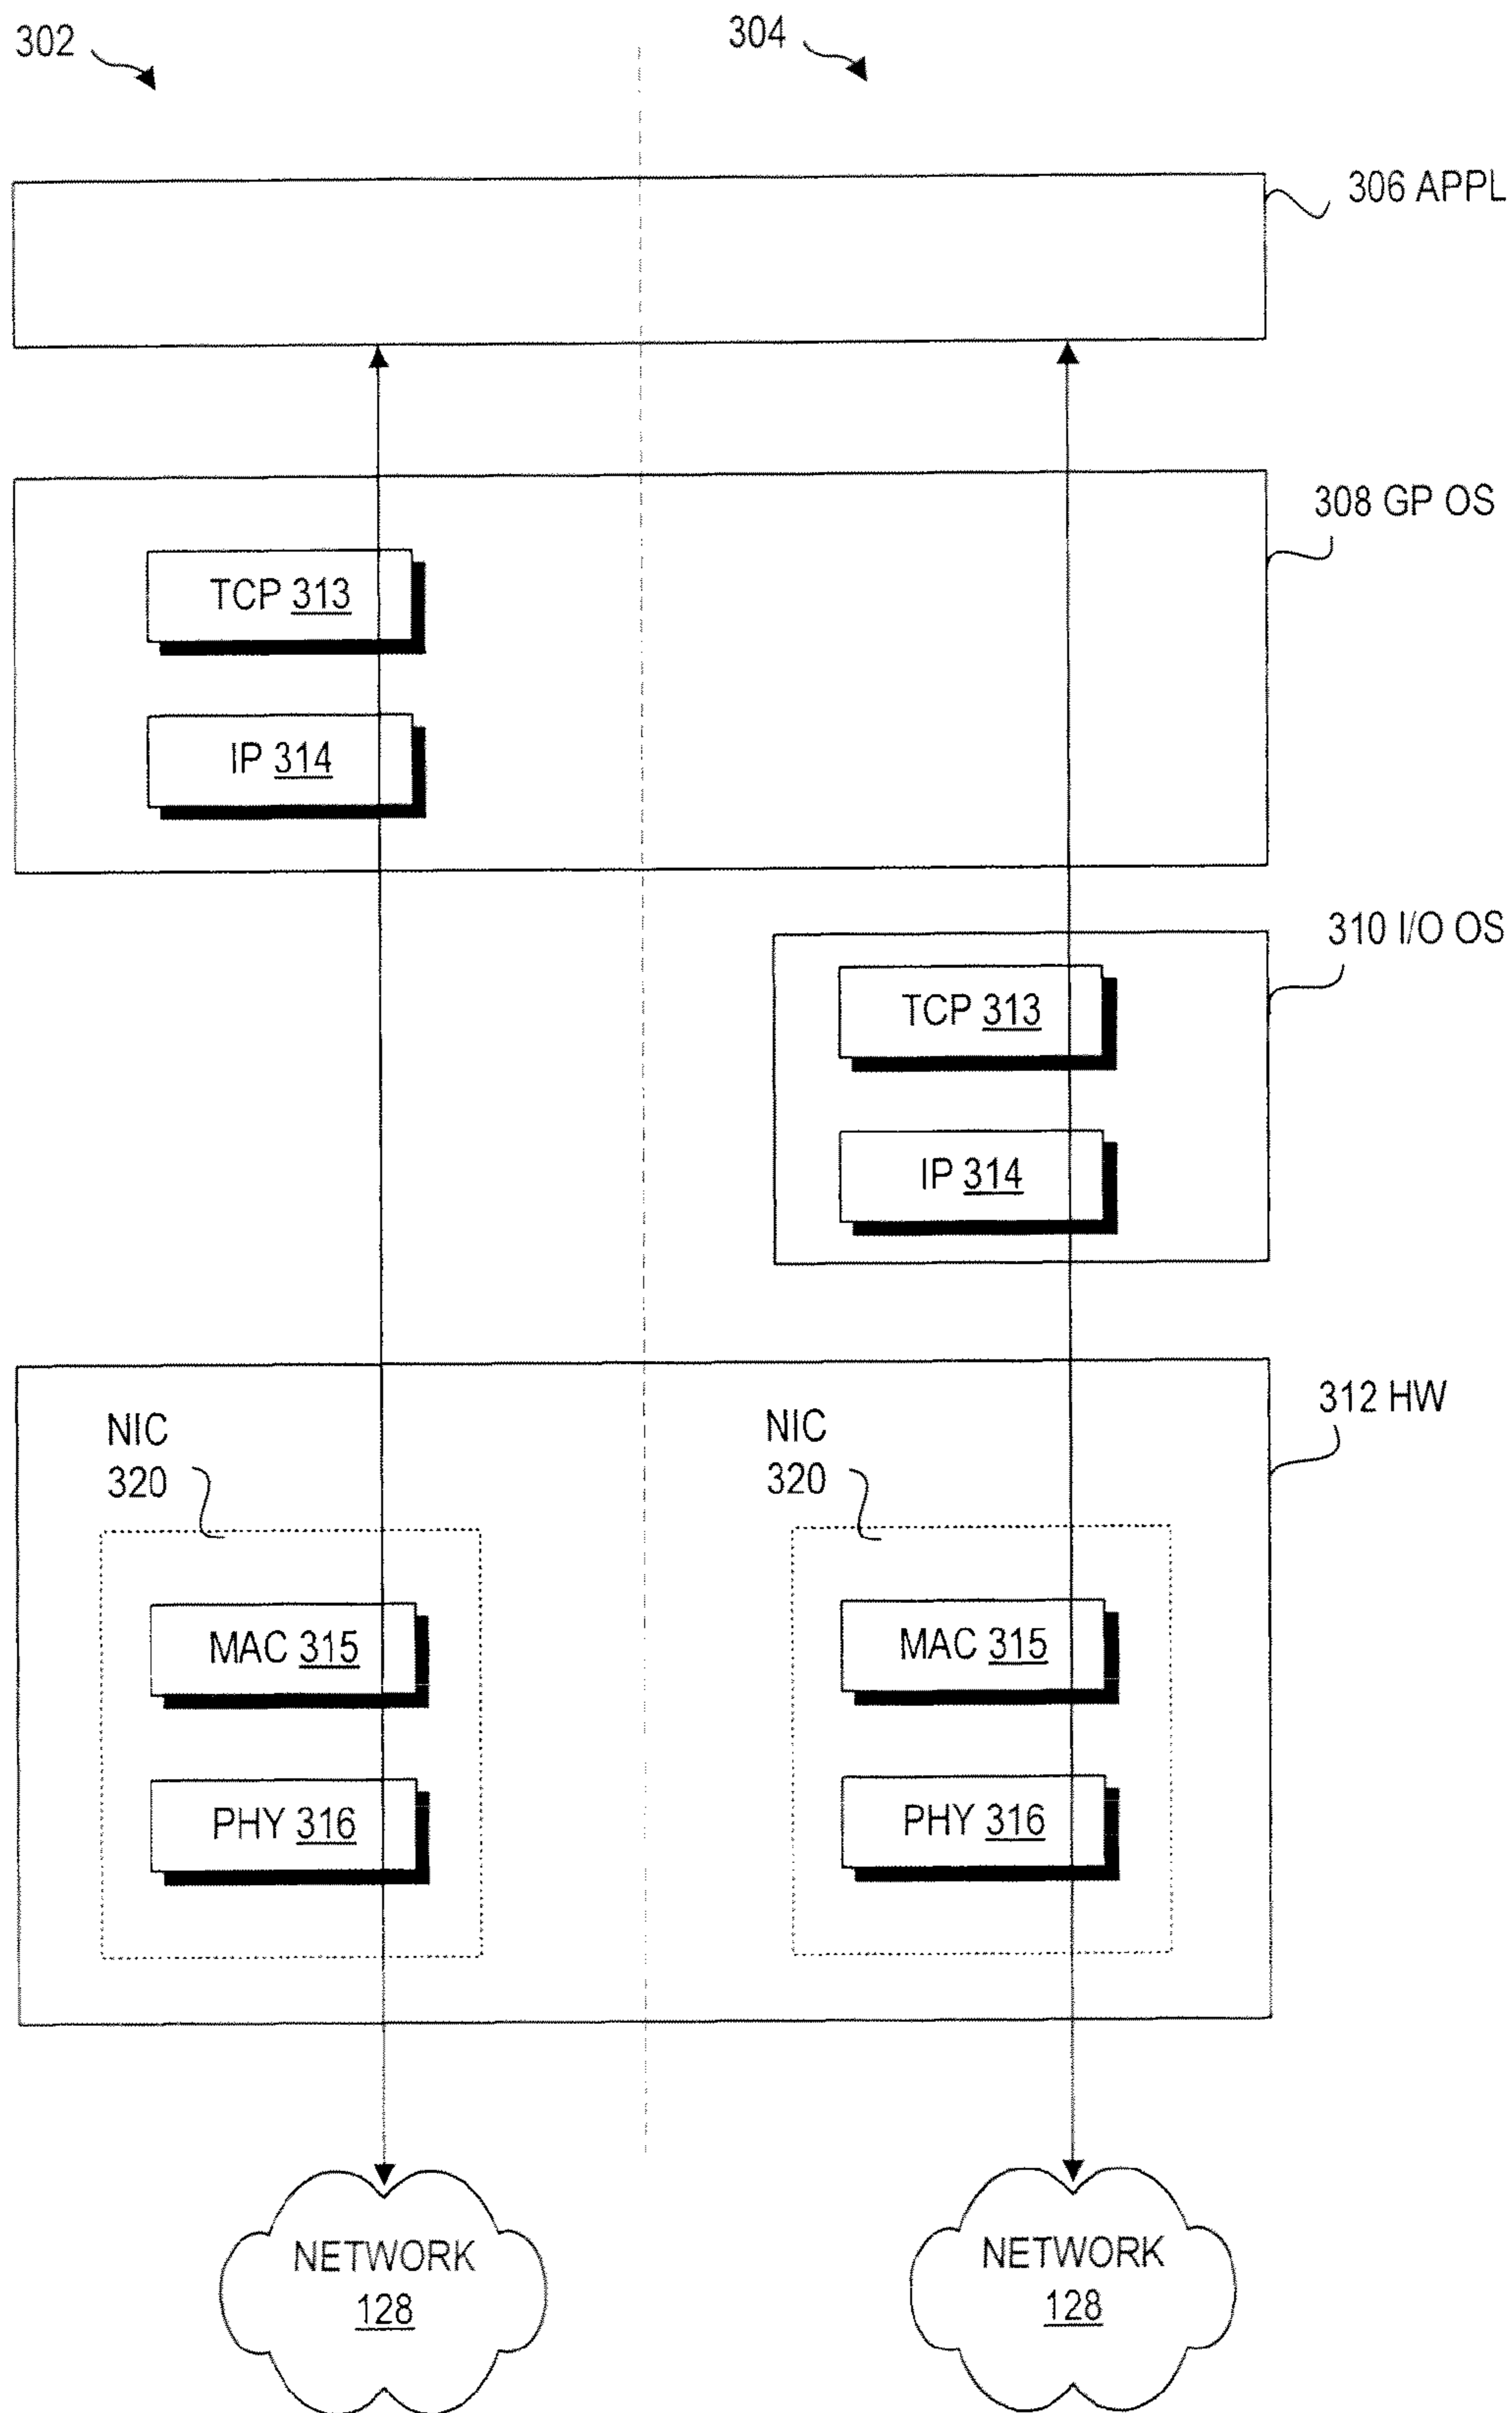 302
304
306 APPL
308 GP OS
TCP 313
IP 314
310 I/O OS
TCP 313
IP 314
312 HW
NIC
320
NIC
320
MAC 315
MAC 315
PHY 316
PHY 316
NETWORK
128
NETWORK
128